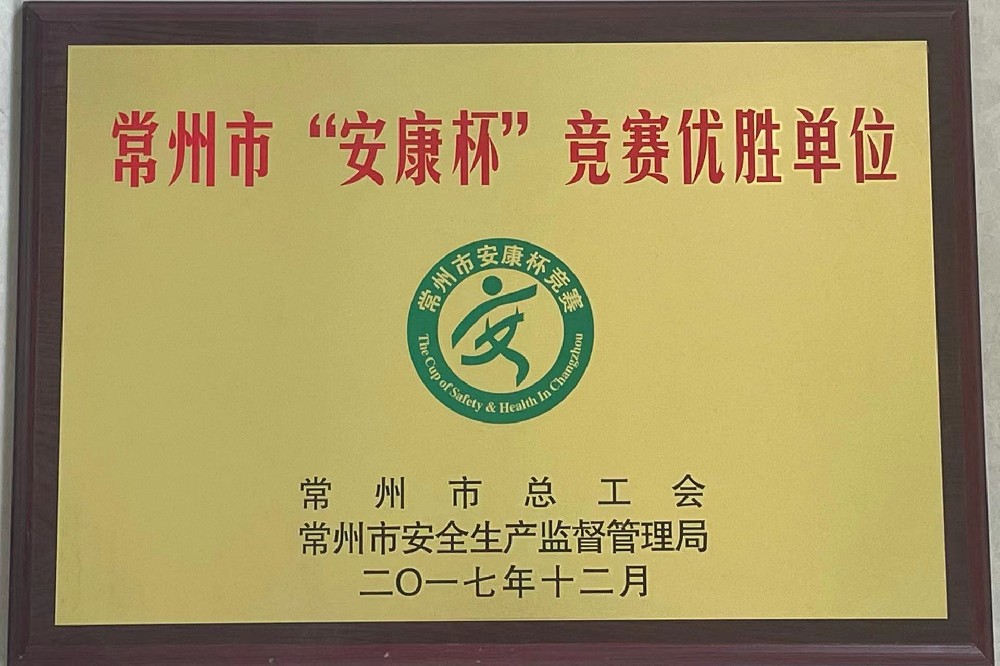 常州市“安康杯”竞赛优胜单位
常州市安康杯竞赛
The Cup of Safety & Health In Changzhou
常州市总工会
常州市安全生产监督管理局
二〇一七年十二月